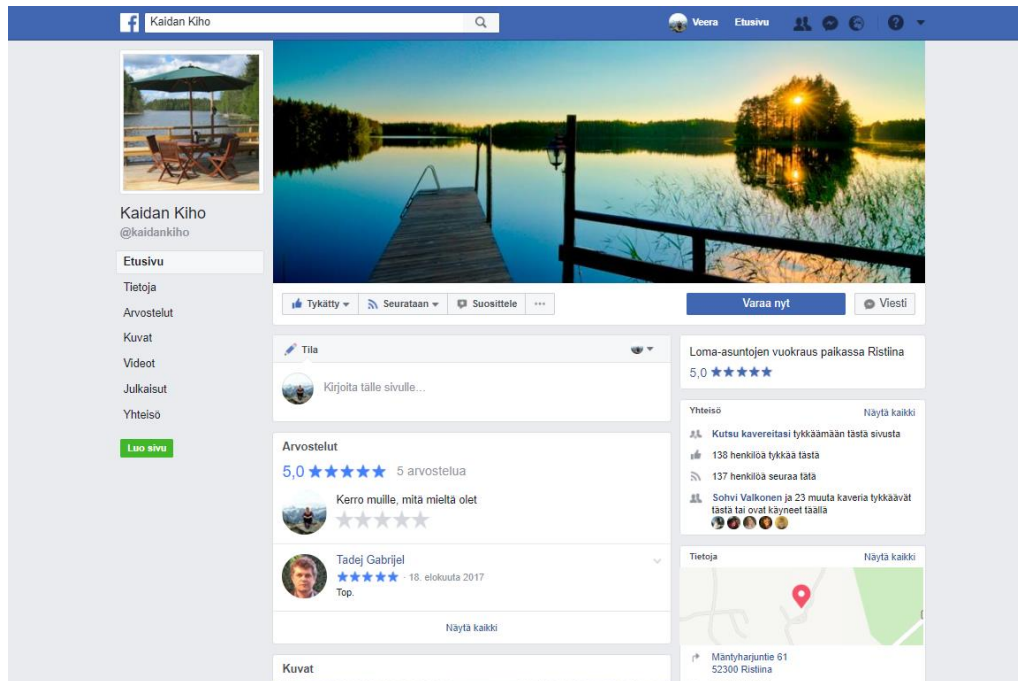 f
Kaidan Kiho
Veera
Etusivu
Kaidan Kiho
@kaidankiho
Etusivu
Tietoja
Arvostelut
Kuvat
Videot
Julkaisut
Yhteisö
Luo sivu
Tykätty
Seurataan
Suosittele
Varaa nyt
Viesti
Tila
Kirjoita tälle sivulle...
Arvostelut
5,0 ★★★★★ 5 arvostelua
Kerro muille, mitä mieltä olet
Tadej Gabrijel
★★★★★ · 18. elokuuta 2017
Top.
Näytä kaikki
Kuvat
Loma-asuntojen vuokraus paikassa Ristiina
5,0 ★★★★★
Yhteisö Näytä kaikki
Kutsu kavereitasi tykkäämään tästä sivusta
138 henkilöä tykkää tästä
137 henkilöä seuraa tätä
Sohvi Valkonen ja 23 muuta kaveria tykkäävät
tästä tai ovat käyneet täällä
Tietoja Näytä kaikki
Mäntyharjuntie 61
52300 Ristiina